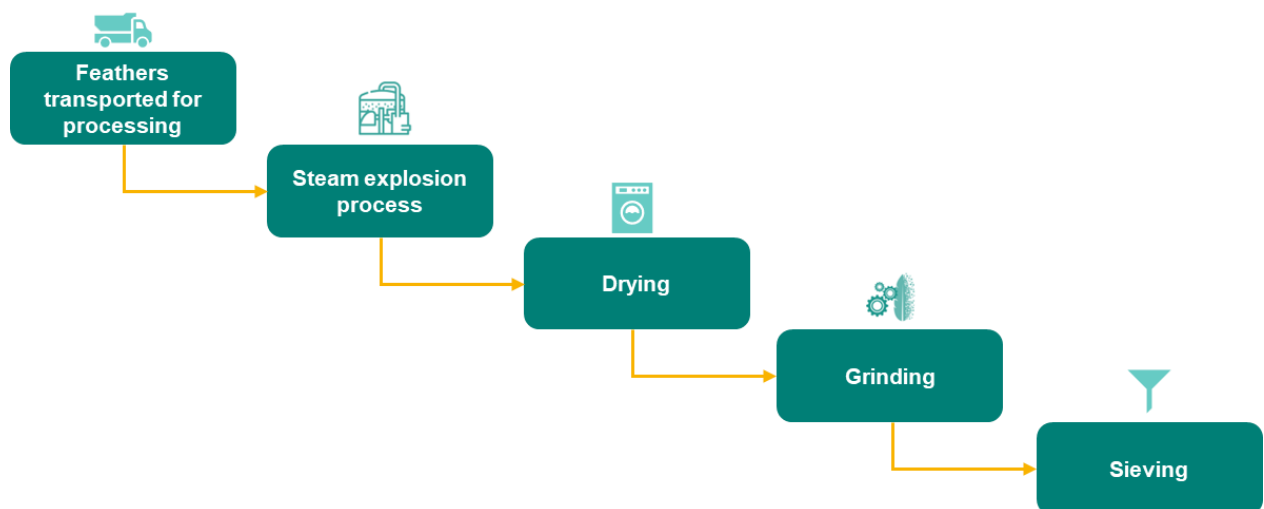 Feathers
transported for
processing
Steam explosion
process
Drying
Grinding
Sieving